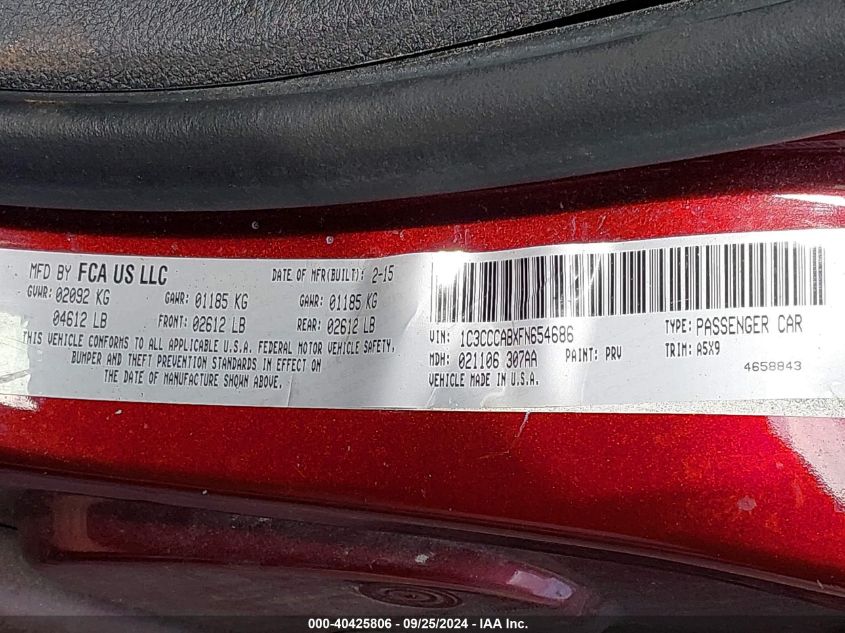 MFD BY FCA US LLC DATE OF MFR(BUILT): 2-15
GVWR: 02092 KG GAWR: 01185 KG GAWR: 01185 KG
04612 LB FRONT: 02612 LB REAR: 02612 LB
THIS VEHICLE CONFORMS TO ALL APPLICABLE U.S.A. FEDERAL MOTOR VEHICLE SAFETY,
BUMPER AND THEFT PREVENTION STANDARDS IN EFFECT ON
THE DATE OF MANUFACTURE SHOWN ABOVE.
VIN: 1C3CCCABXFN654686 TYPE: PASSENGER CAR
MDH: 021106 307AA PAINT: PRV TRIM: A5X9
VEHICLE MADE IN U.S.A. 4658843
000-40425806 - 09/25/2024 - IAA Inc.